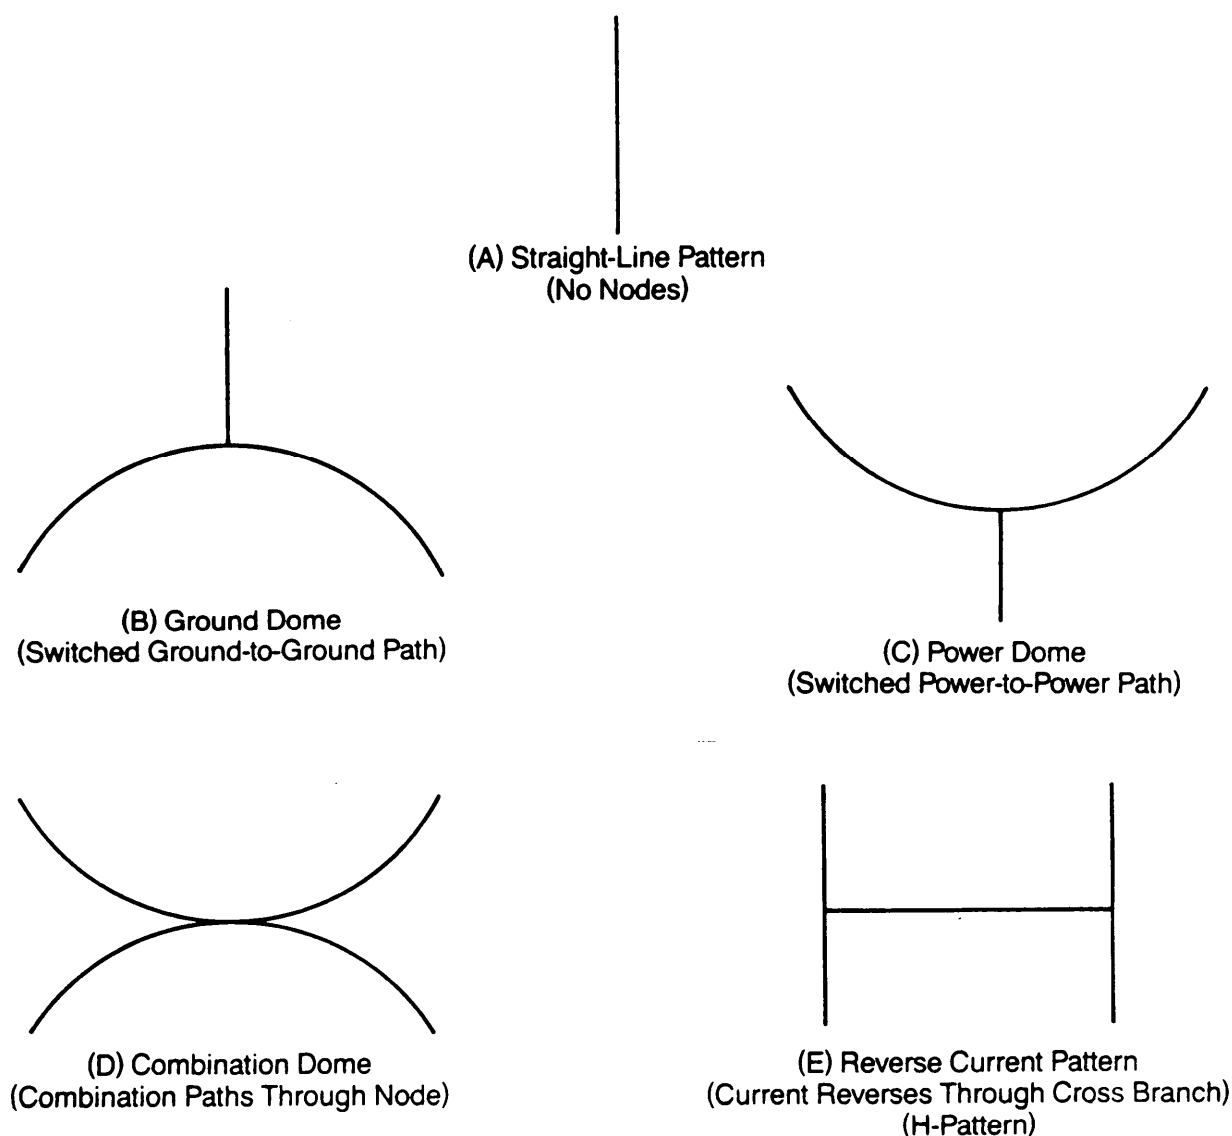 (A) Straight-Line Pattern
(No Nodes)
(B) Ground Dome
(Switched Ground-to-Ground Path)
(C) Power Dome
(Switched Power-to-Power Path)
(D) Combination Dome
(Combination Paths Through Node)
(E) Reverse Current Pattern
(Current Reverses Through Cross Branch)
(H-Pattern)